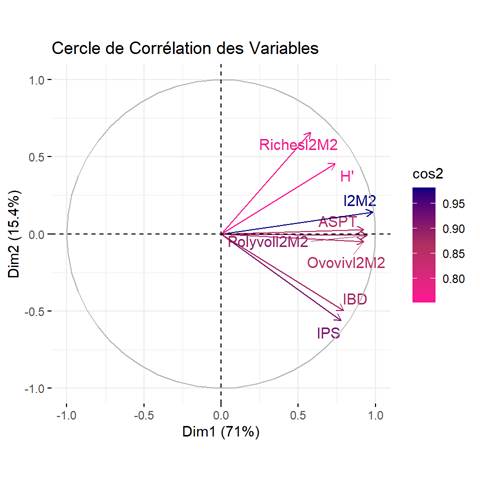 Cercle de Corrélation des Variables
1.0
0.5
0.0
-0.5
-1.0
Dim2 (15.4%)
RichesI2M2
H'
I2M2
ASPT
PolyvolI2M2
OvovivI2M2
IBD
IPS
-1.0 -0.5 0.0 0.5 1.0
Dim1 (71%)
cos2
0.95
0.90
0.85
0.80